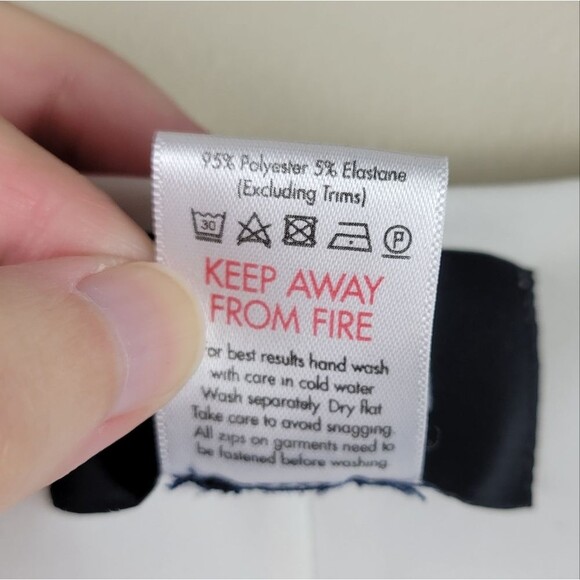 95% Polyester 5% Elastane
(Excluding Trims)
30 P
KEEP AWAY
FROM FIRE
or best results hand wash
with care in cold water
Wash separately Dry flat
Take care to avoid snagging.
All zips on garments need to
be fastened before washing